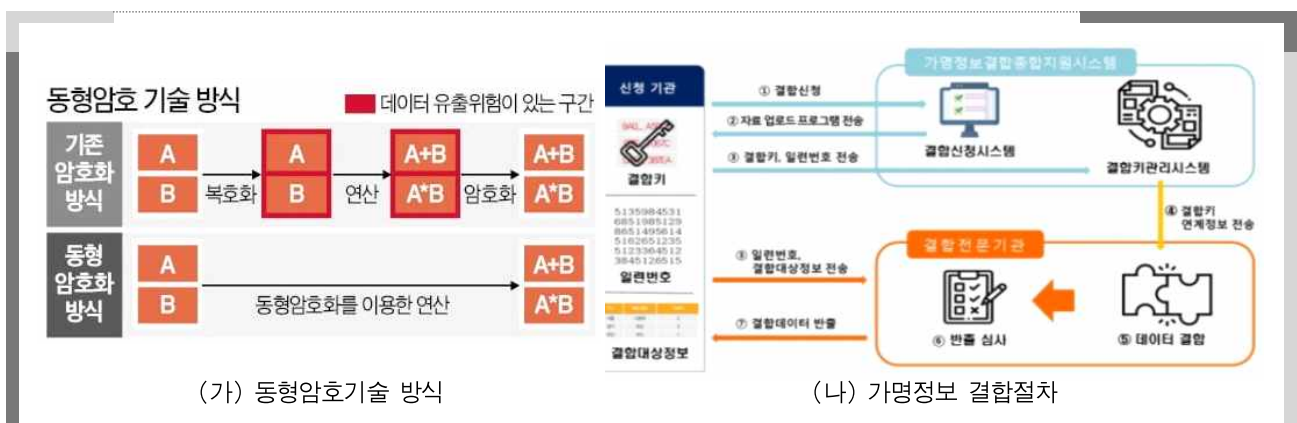 동형암호 기술 방식
데이터 유출위험이 있는 구간
기존
암호화
방식
A
B
복호화
A
B
연산
A+B
A*B
암호화
A+B
A*B
동형
암호화
방식
A
B
동형암호화를 이용한 연산
A+B
A*B
(가) 동형암호기술 방식
신청 기관
결합키
5135984531
6851985129
8651495614
5162651235
5123364512
3845126515
일련번호
결합대상정보
① 결합신청
② 자료 업로드 프로그램 전송
③ 결합키, 일련번호 전송
③ 일련번호,
결합대상정보 전송
⑦ 결합데이터 반출
가명정보결합종합지원시스템
결합신청시스템
결합키관리시스템
④ 결합키
연계정보 전송
결합전문기관
⑥ 반출 심사
⑤ 데이터 결합
(나) 가명정보 결합절차